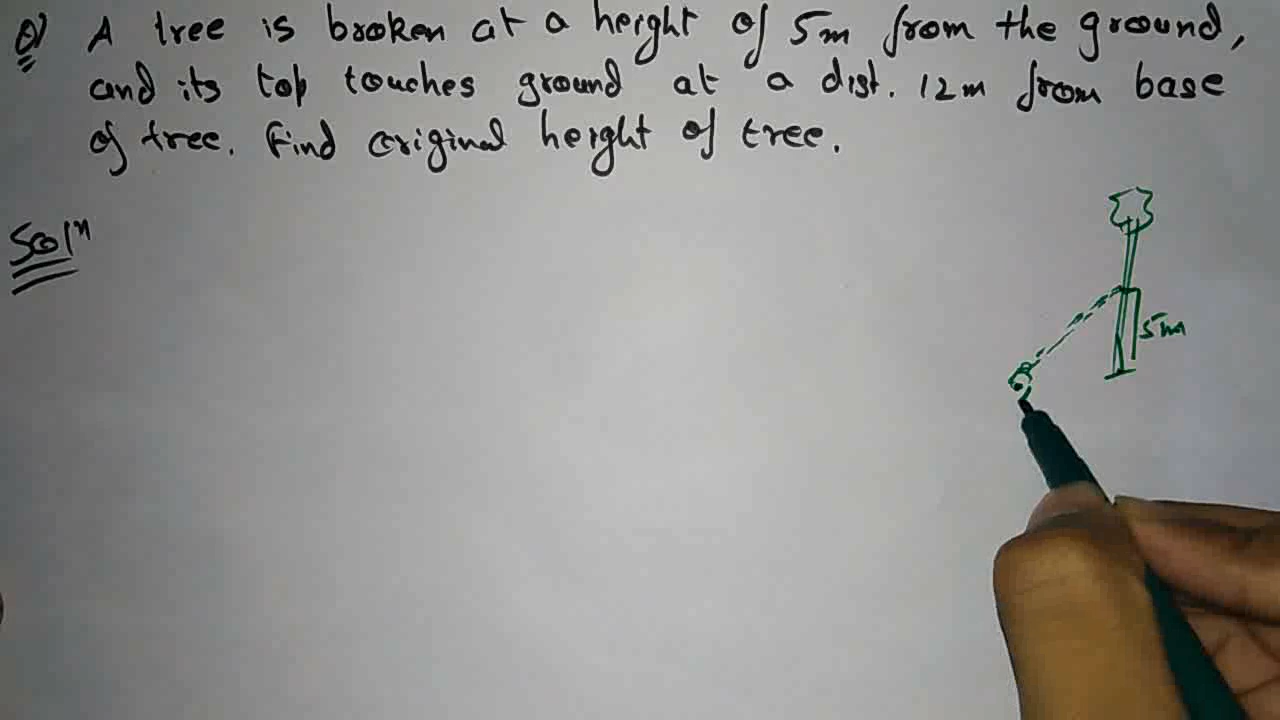 Q) A tree is broken at a height of 5m from the ground,
and its top touches ground at a dist. 12m from base
of tree. Find original height of tree.
Solⁿ
5m